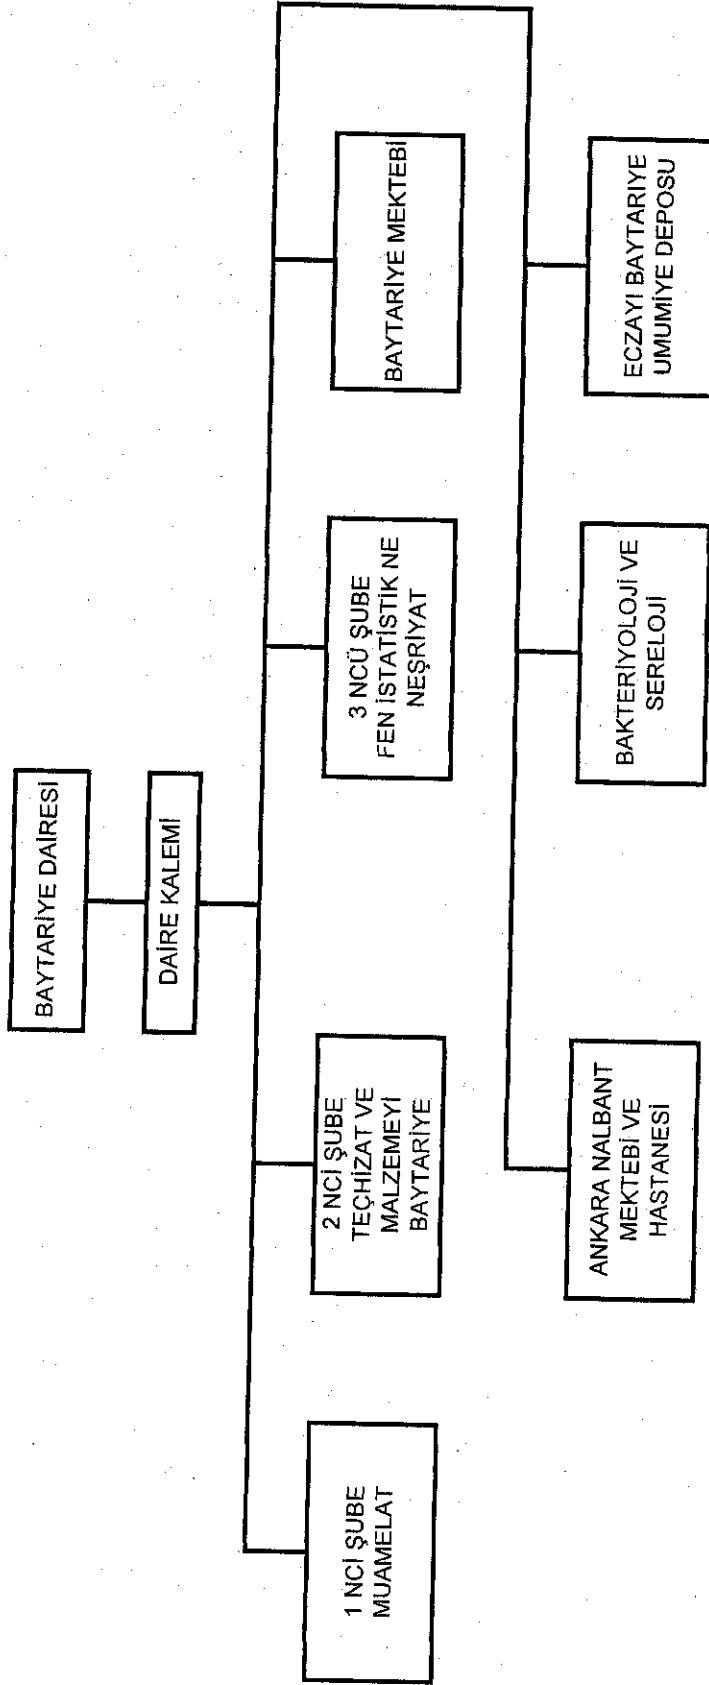 BAYTARİYE DAİRESİ
DAİRE KALEMİ
1 NCİ ŞUBE
MUAMELAT
2 NCİ ŞUBE
TEÇHİZAT VE
MALZEMEYİ
BAYTARİYE
3 NCÜ ŞUBE
FEN İSTATİSTİK NE
NEŞRİYAT
BAYTARİYE MEKTEBİ
ANKARA NALBANT
MEKTEBİ VE
HASTANESİ
BAKTERİYOLOJİ VE
SERELOJİ
ECZAYI BAYTARIYE
UMUMİYE DEPOSU